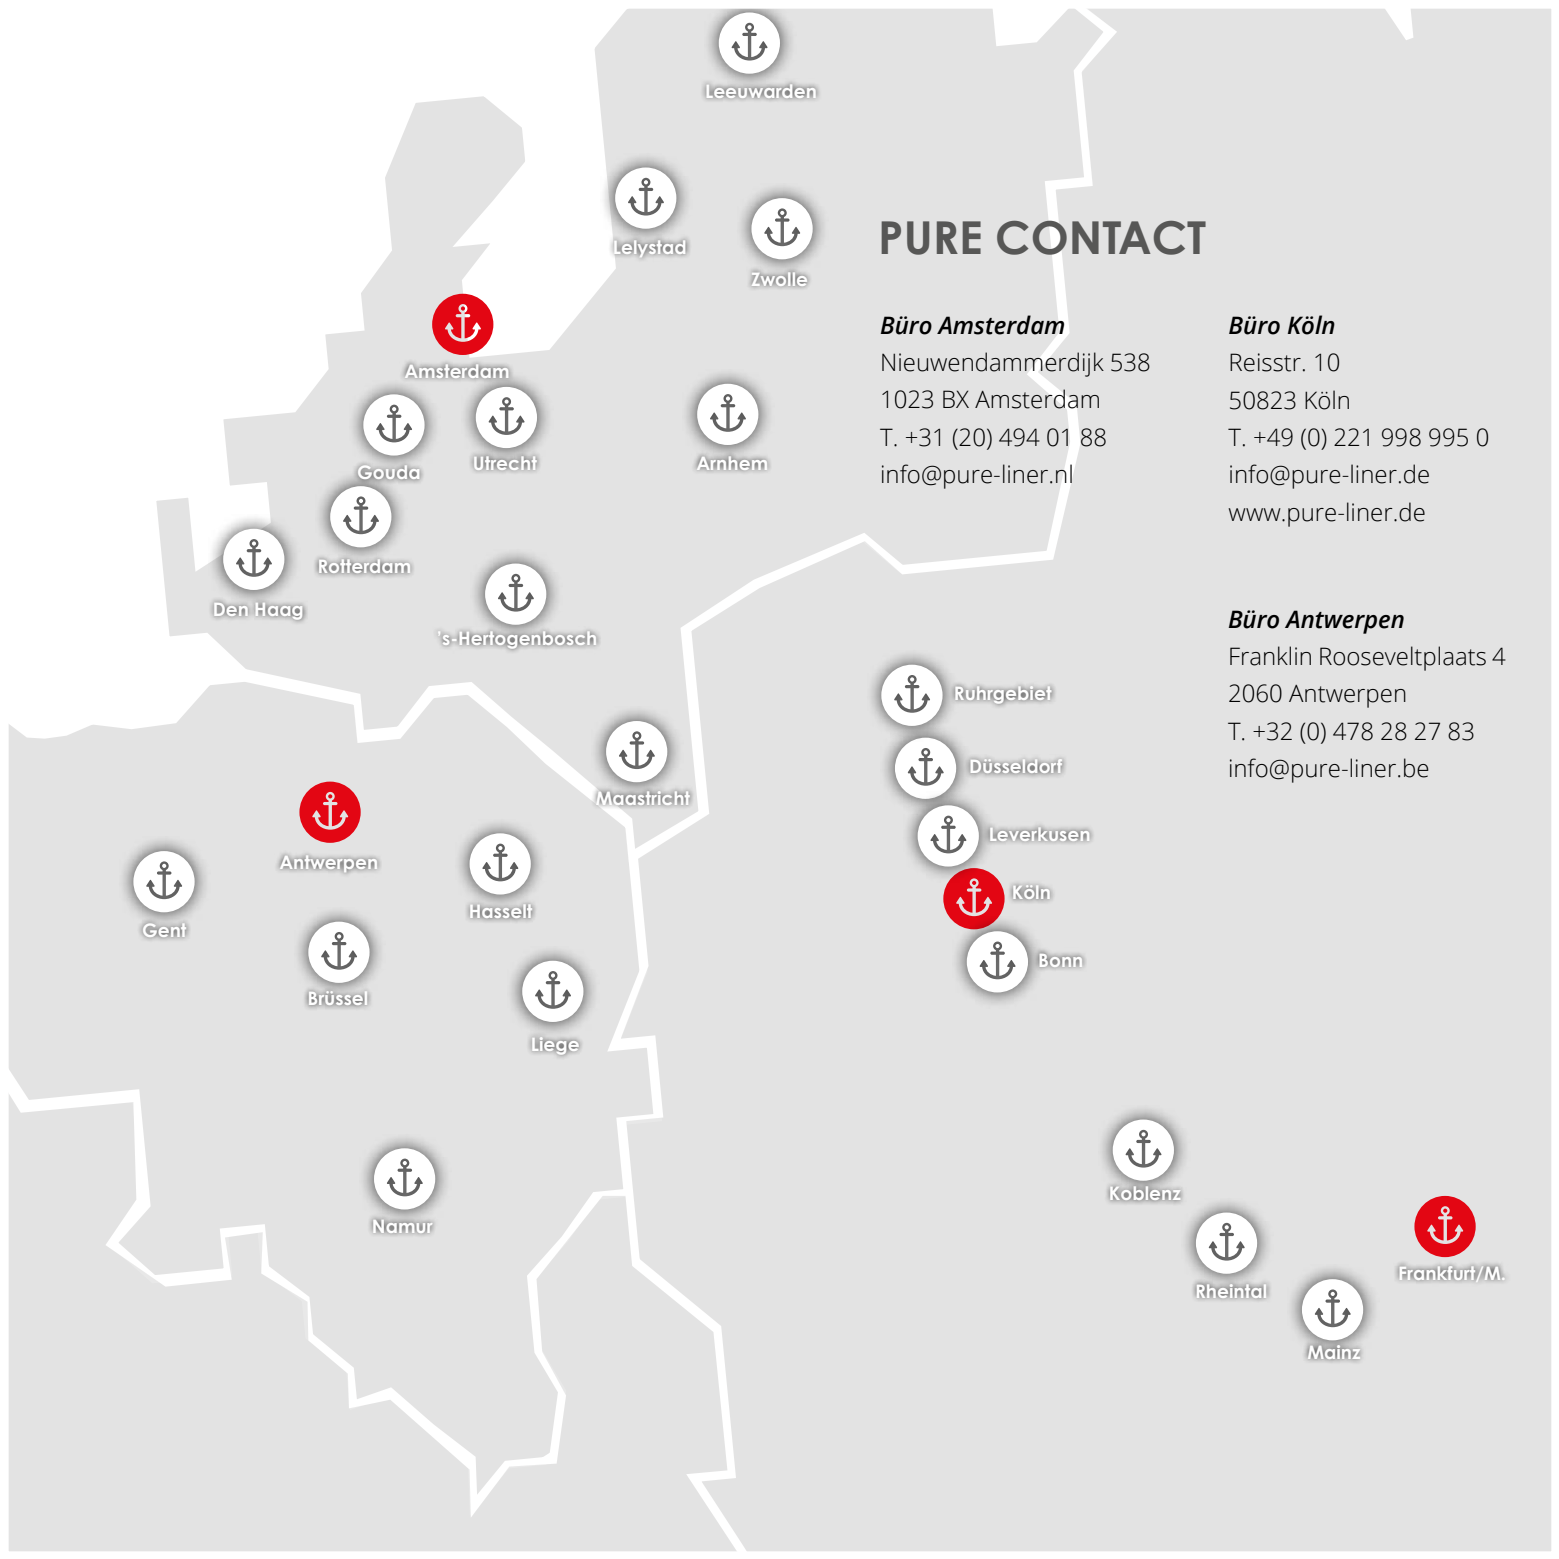 Leeuwarden
Lelystad
Zwolle
Amsterdam
Gouda
Utrecht
Arnhem
Rotterdam
Den Haag
's-Hertogenbosch
Maastricht
Antwerpen
Gent
Hasselt
Brüssel
Liege
Namur
PURE CONTACT
Büro Amsterdam
Nieuwendammerdijk 538
1023 BX Amsterdam
T. +31 (20) 494 01 88
info@pure-liner.nl
Büro Köln
Reisstr. 10
50823 Köln
T. +49 (0) 221 998 995 0
info@pure-liner.de
www.pure-liner.de
Büro Antwerpen
Franklin Rooseveltplaats 4
2060 Antwerpen
T. +32 (0) 478 28 27 83
info@pure-liner.be
Ruhrgebiet
Düsseldorf
Leverkusen
Köln
Bonn
Koblenz
Rheintal
Frankfurt/M.
Mainz